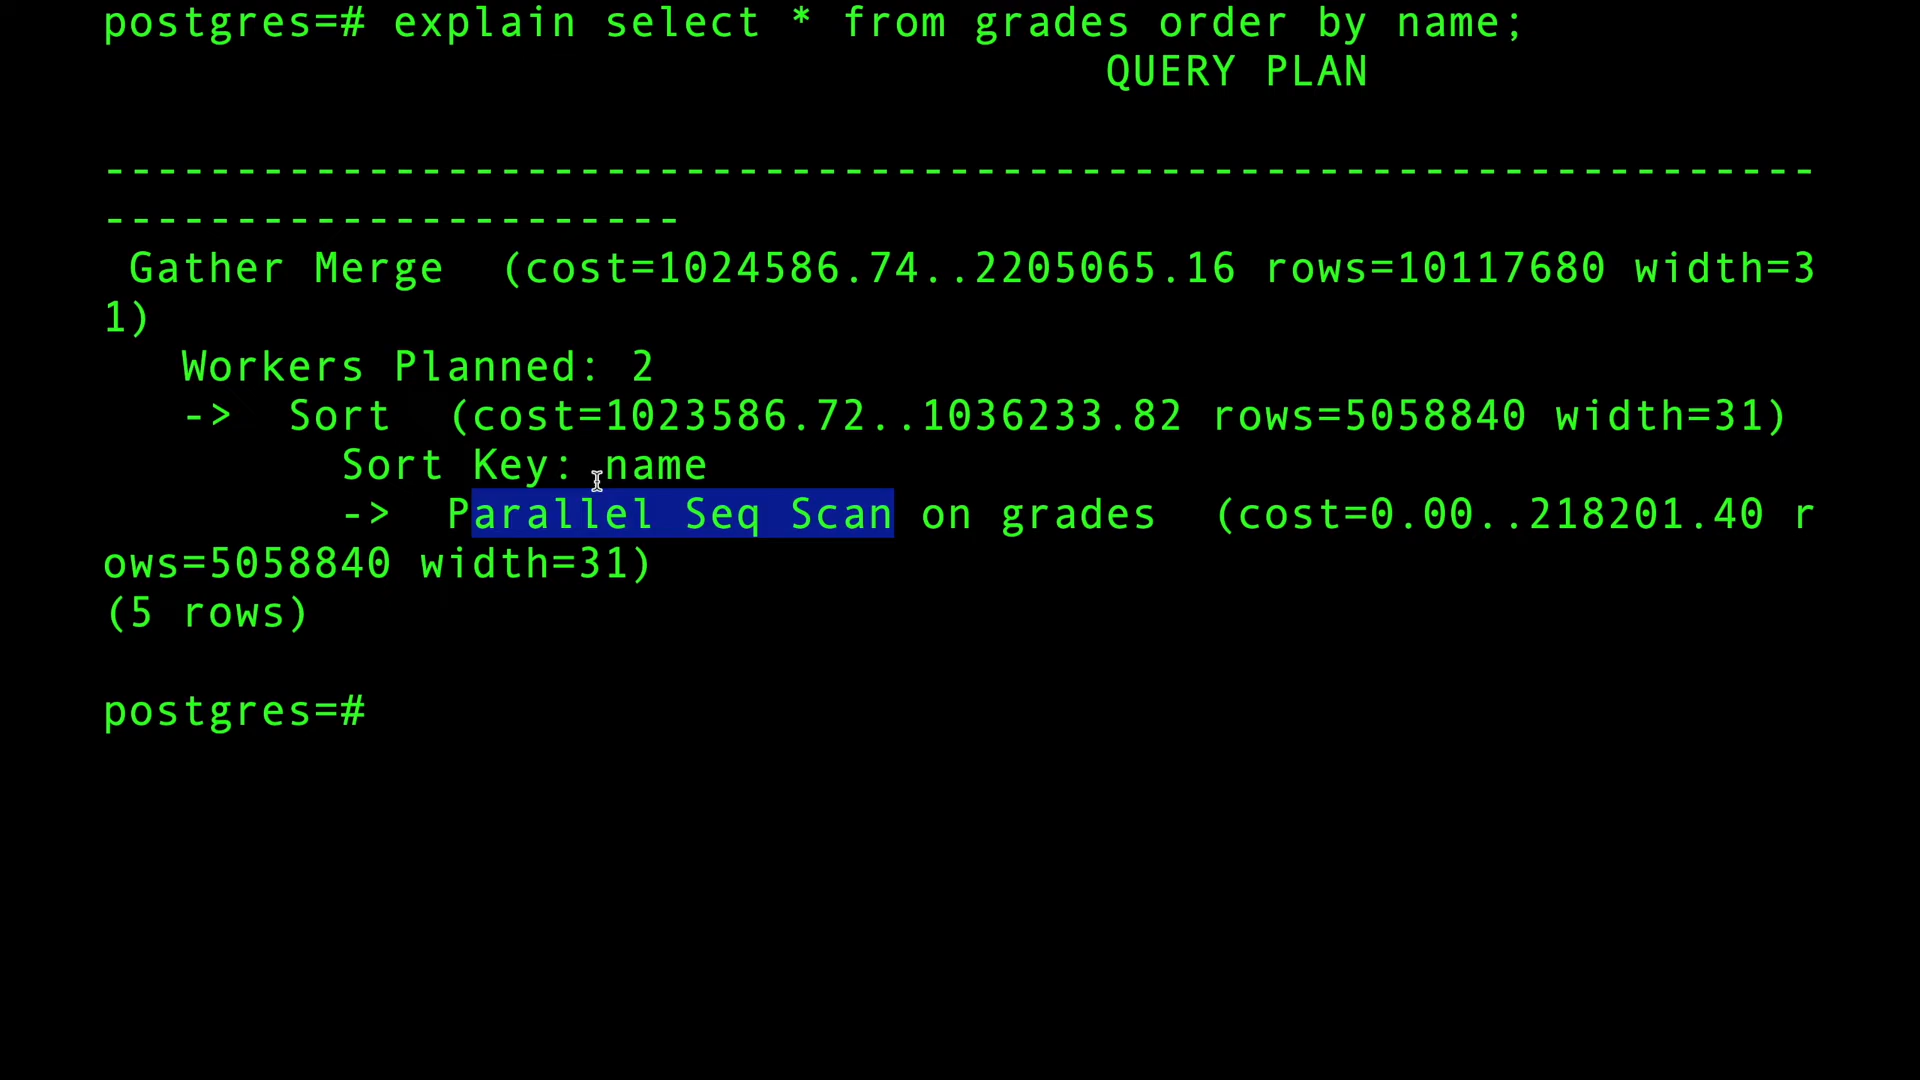 postgres=# explain select * from grades order by name;
QUERY PLAN
-----------------------------------------------------------------
----------------------
Gather Merge  (cost=1024586.74..2205065.16 rows=10117680 width=3
1)
Workers Planned: 2
->  Sort  (cost=1023586.72..1036233.82 rows=5058840 width=31)
Sort Key: name
->  Parallel Seq Scan on grades  (cost=0.00..218201.40 r
ows=5058840 width=31)
(5 rows)
postgres=#